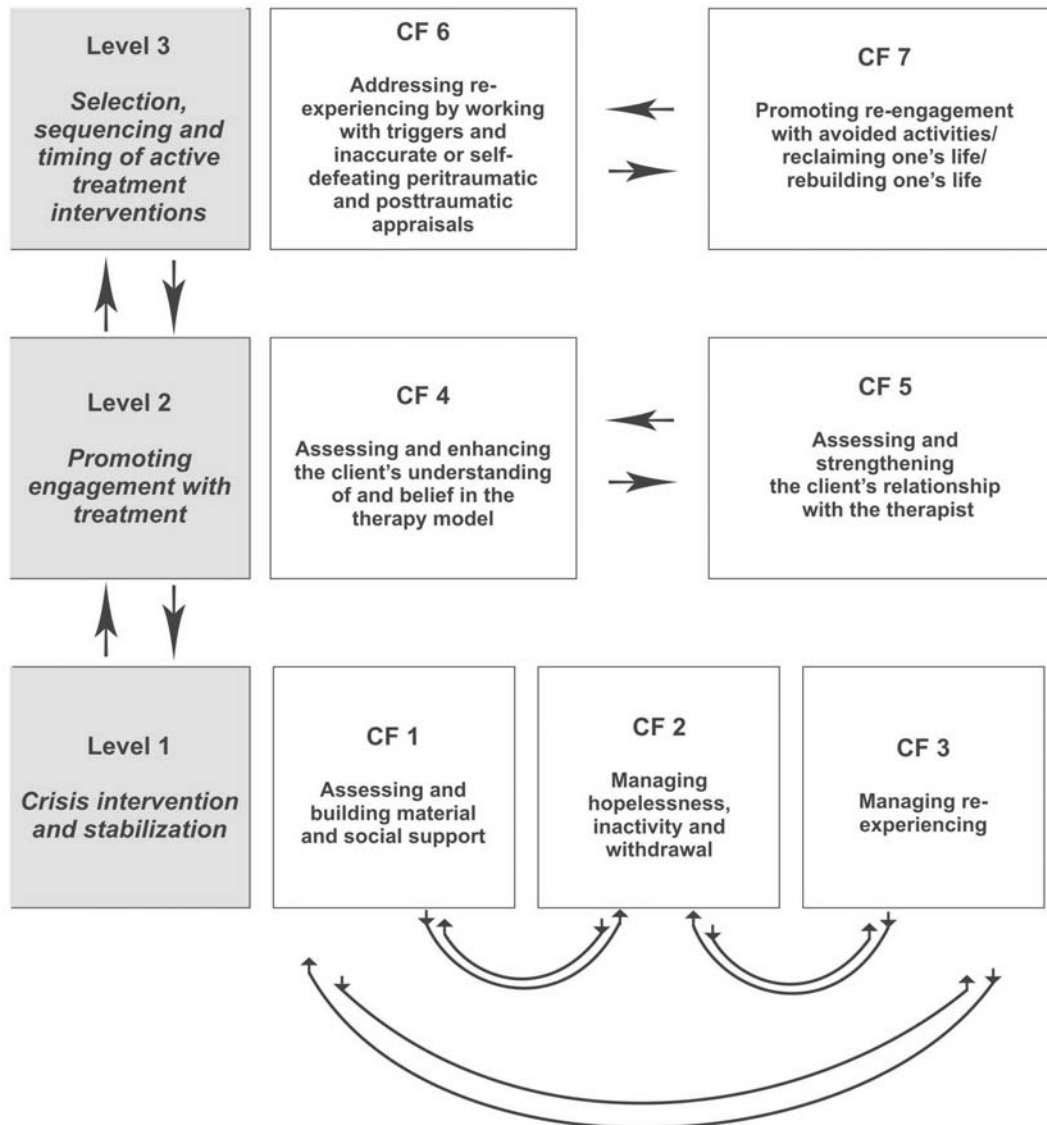 Level 3
Selection,
sequencing and
timing of active
treatment
interventions
CF 6
Addressing re-
experiencing by working
with triggers and
inaccurate or self-
defeating peritraumatic
and posttraumatic
appraisals
CF 7
Promoting re-engagement
with avoided activities/
reclaiming one's life/
rebuilding one's life
Level 2
Promoting
engagement with
treatment
CF 4
Assessing and enhancing
the client's understanding
of and belief in the
therapy model
CF 5
Assessing and
strengthening
the client's relationship
with the therapist
Level 1
Crisis intervention
and stabilization
CF 1
Assessing and
building material
and social support
CF 2
Managing
hopelessness,
inactivity and
withdrawal
CF 3
Managing re-
experiencing